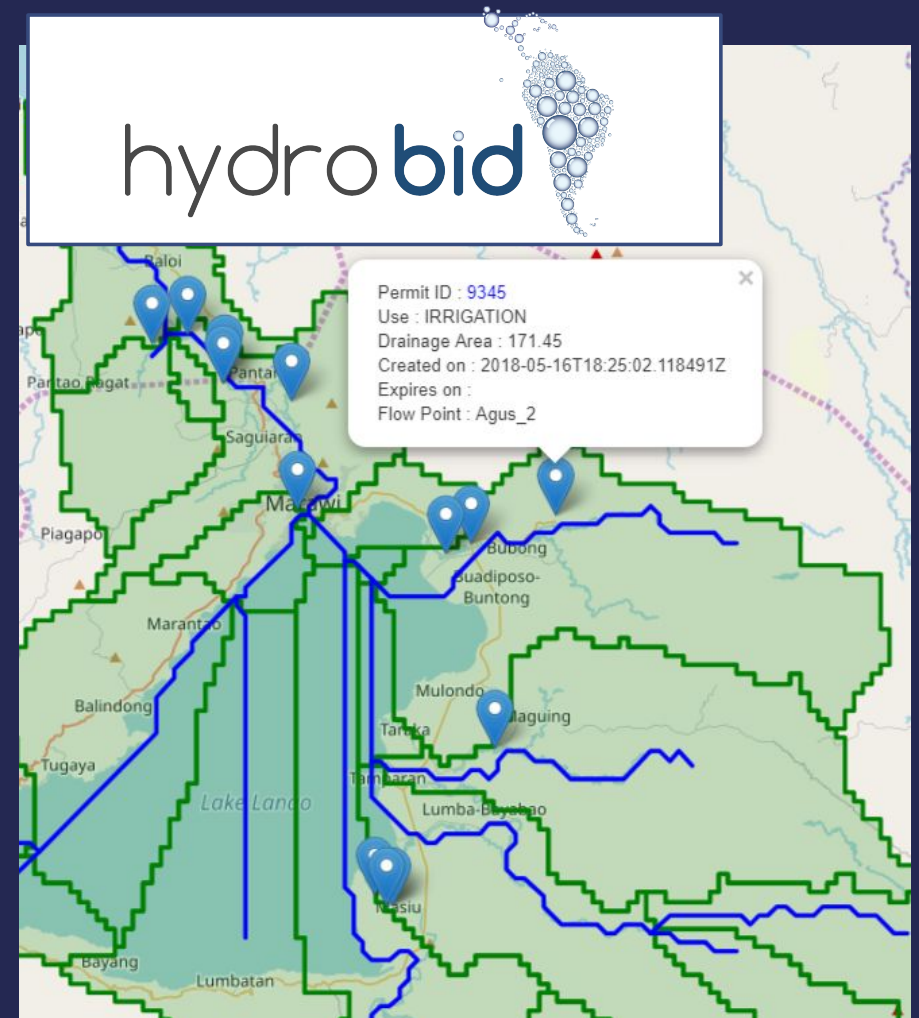 hydrobid
Baloi
Permit ID : 9345
Use : IRRIGATION
Drainage Area : 171.45
Created on : 2018-05-16T18:25:02.118491Z
Expires on :
Flow Point : Agus_2
×
Pantar
Pantao Ragat
Saguiaran
Marawi
Piagapo
Bubong
Buadiposo-
Buntong
Marantao
Mulondo
Maguing
Balindong
Taraka
Tugaya
Tamparan
Lake Lanao
Lumba-Bayabao
Masiu
Bayang
Lumbatan